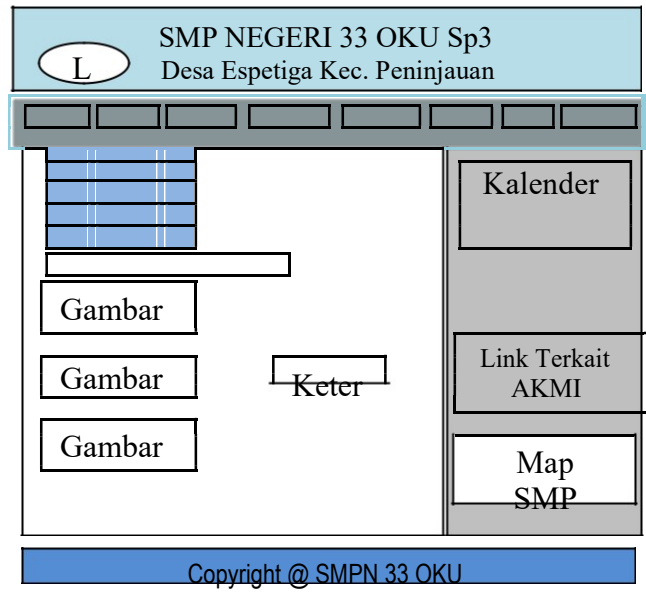 L
SMP NEGERI 33 OKU Sp3
Desa Espetiga Kec. Peninjauan
Kalender
Gambar
Gambar
Keter
Gambar
Link Terkait
AKMI
Map
SMP
Copyright @ SMPN 33 OKU